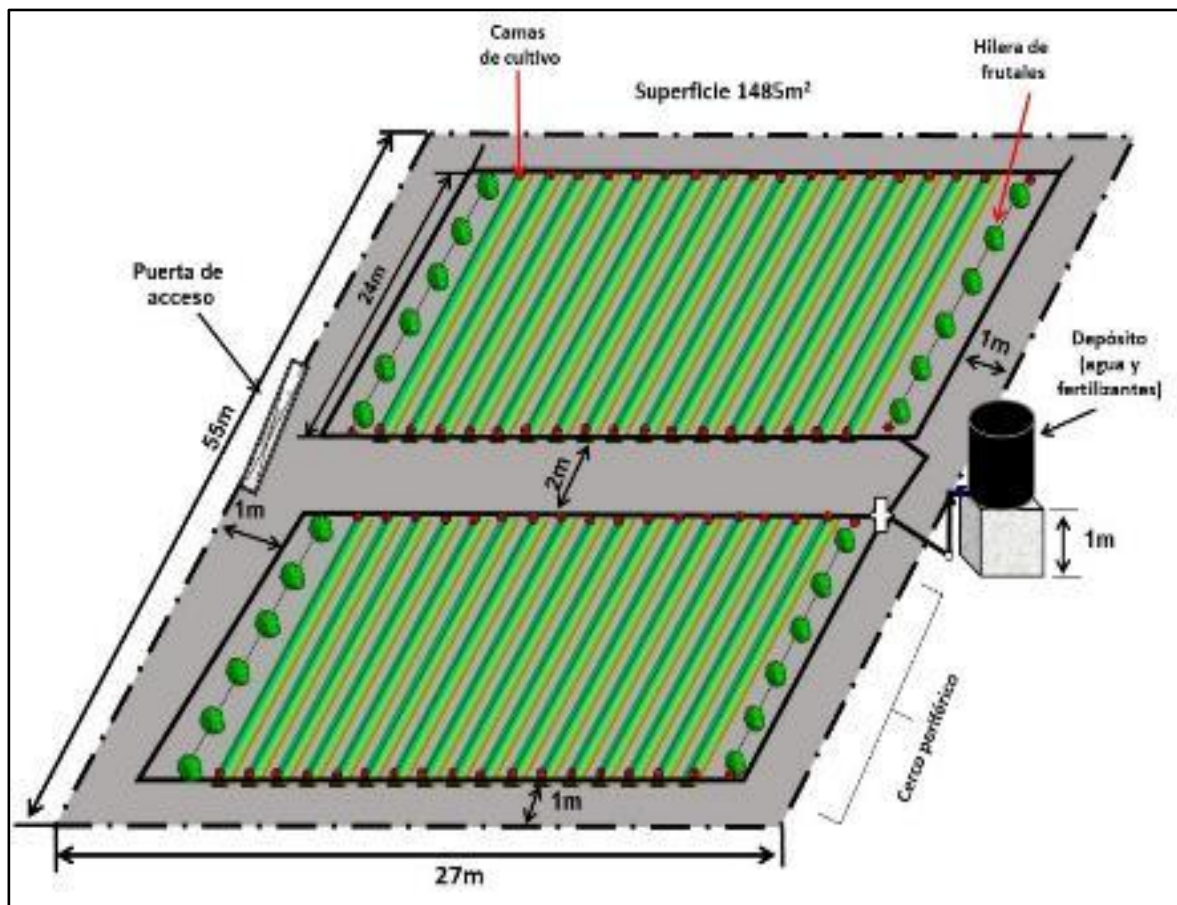 Camas
de cultivo
Hilera de
frutales
Superficie 1485m²
Puerta de
acceso
24m
1m
Depósito
(agua y
fertilizantes)
55m
2m
1m
1m
Cerco periférico
1m
27m